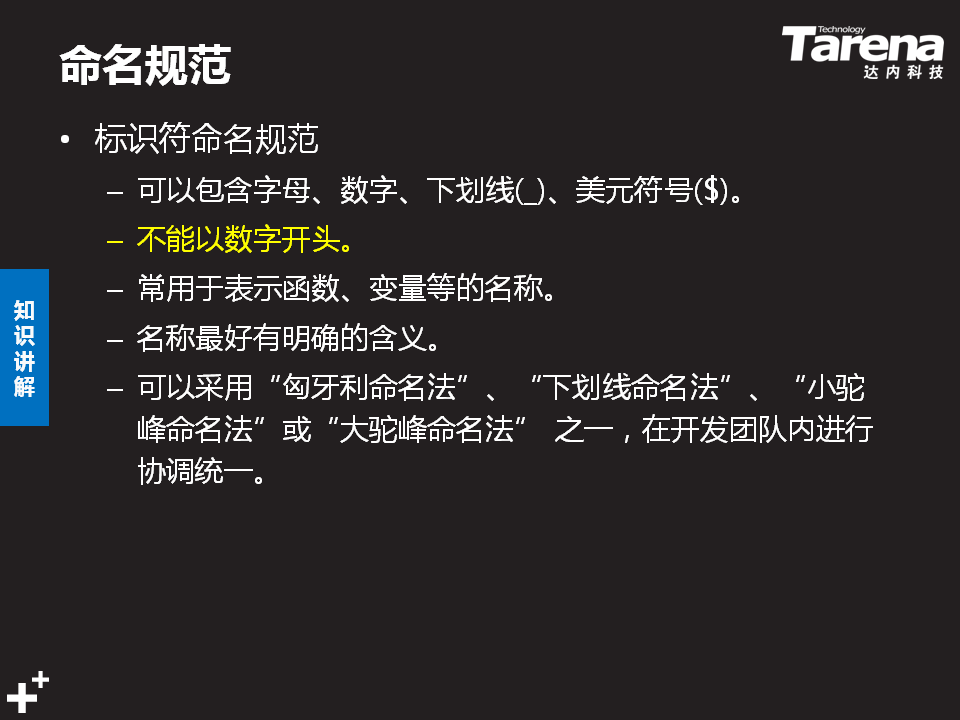 命名规范
Technology
Tarena
达内科技
• 标识符命名规范
– 可以包含字母、数字、下划线(_)、美元符号($)。
– 不能以数字开头。
– 常用于表示函数、变量等的名称。
– 名称最好有明确的含义。
– 可以采用“匈牙利命名法”、“下划线命名法”、“小驼
峰命名法”或“大驼峰命名法” 之一，在开发团队内进行
协调统一。
知
识
讲
解